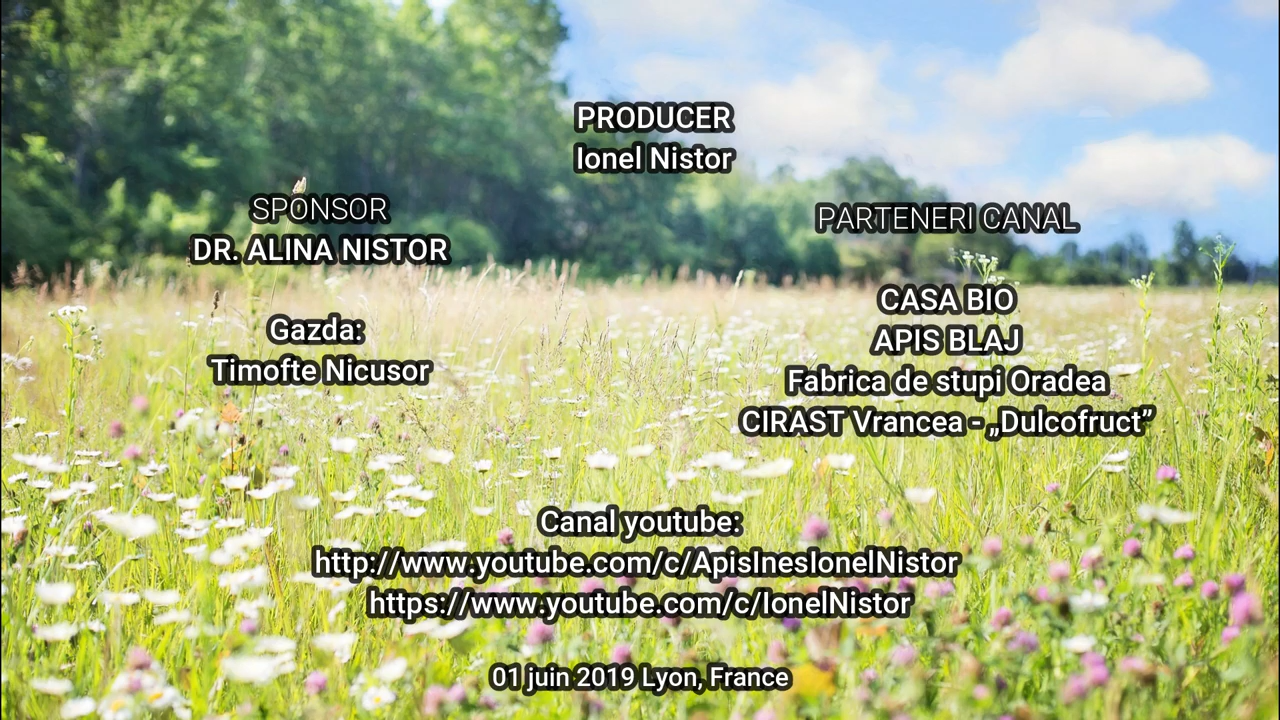 PRODUCER
Ionel Nistor
SPONSOR
DR. ALINA NISTOR
Gazda:
Timofte Nicusor
PARTENERI CANAL
CASA BIO
APIS BLAJ
Fabrica de stupi Oradea
CIRAST Vrancea - „Dulcofruct”
Canal youtube:
http://www.youtube.com/c/ApisInesIonelNistor
https://www.youtube.com/c/IonelNistor
01 juin 2019 Lyon, France